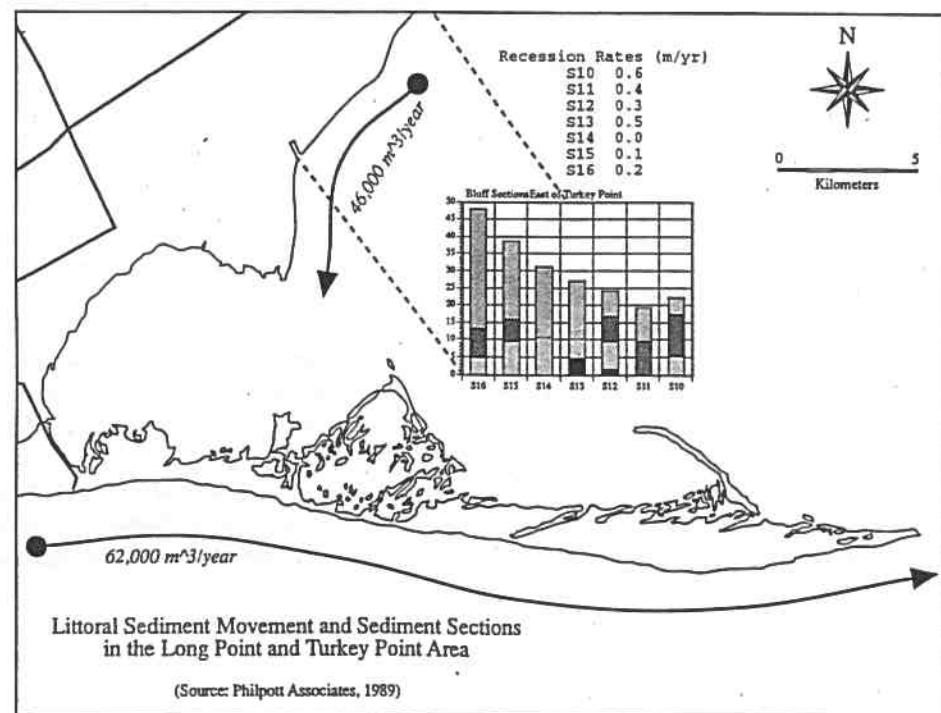 Recession Rates (m/yr)
S10 0.6
S11 0.4
S12 0.3
S13 0.5
S14 0.0
S15 0.1
S16 0.2
N
0 5
Kilometers
46,000 m^3/year
Bluff Sections East of Turkey Point
50
45
40
35
30
25
20
15
10
5
0
S16 S15 S14 S13 S12 S11 S10
62,000 m^3/year
Littoral Sediment Movement and Sediment Sections
in the Long Point and Turkey Point Area
(Source: Philpott Associates, 1989)